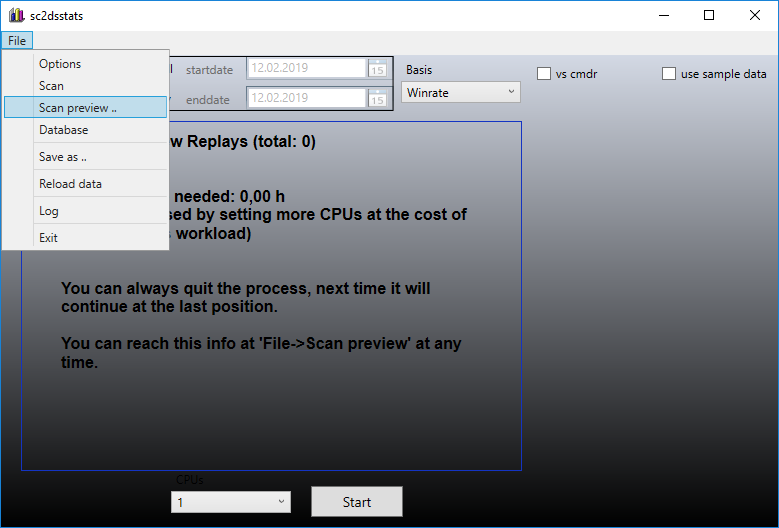 sc2dsstats
File
Options
Scan
Scan preview ..
Database
Save as ..
Reload data
Log
Exit
startdate 12.02.2019 15
enddate 12.02.2019 15
Basis
Winrate
vs cmdr
use sample data
Replays (total: 0)
needed: 0,00 h
by setting more CPUs at the cost of
workload)
You can always quit the process, next time it will
continue at the last position.
You can reach this info at 'File->Scan preview' at any
time.
CPUs
1
Start